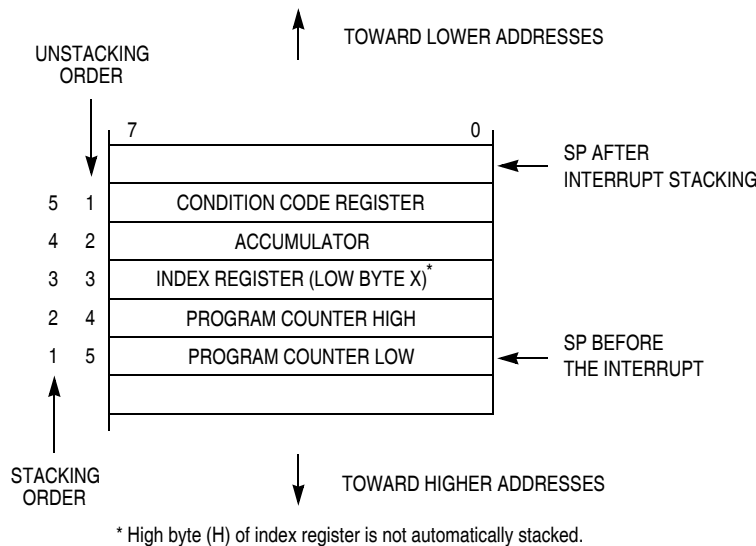 TOWARD LOWER ADDRESSES
UNSTACKING
ORDER
7 0
SP AFTER
INTERRUPT STACKING
5 1 CONDITION CODE REGISTER
4 2 ACCUMULATOR
3 3 INDEX REGISTER (LOW BYTE X)*
2 4 PROGRAM COUNTER HIGH
1 5 PROGRAM COUNTER LOW
SP BEFORE
THE INTERRUPT
STACKING
ORDER
TOWARD HIGHER ADDRESSES
* High byte (H) of index register is not automatically stacked.